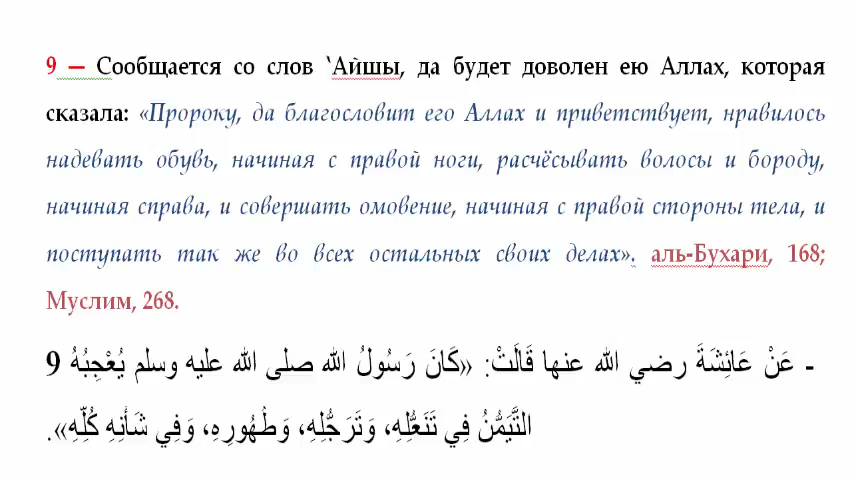 9 — Сообщается со слов ‛Айшы, да будет доволен ею Аллах, которая
сказала: «Пророку, да благословит его Аллах и приветствует, нравилось
надевать обувь, начиная с правой ноги, расчёсывать волосы и бороду,
начиная справа, и совершать омовение, начиная с правой стороны тела, и
поступать так же во всех остальных своих делах». аль-Бухари, 168;
Муслим, 268.
- عَنْ عَائِشَةَ رضي الله عنها قَالَتْ: «كَانَ رَسُولُ الله صلى الله عليه وسلم يُعْجِبُهُ 9
التَّيَمُّنُ فِي تَنَعُّلِهِ، وَتَرَجُّلِهِ، وَطُهُورِهِ، وَفِي شَأْنِهِ كُلِّهِ».